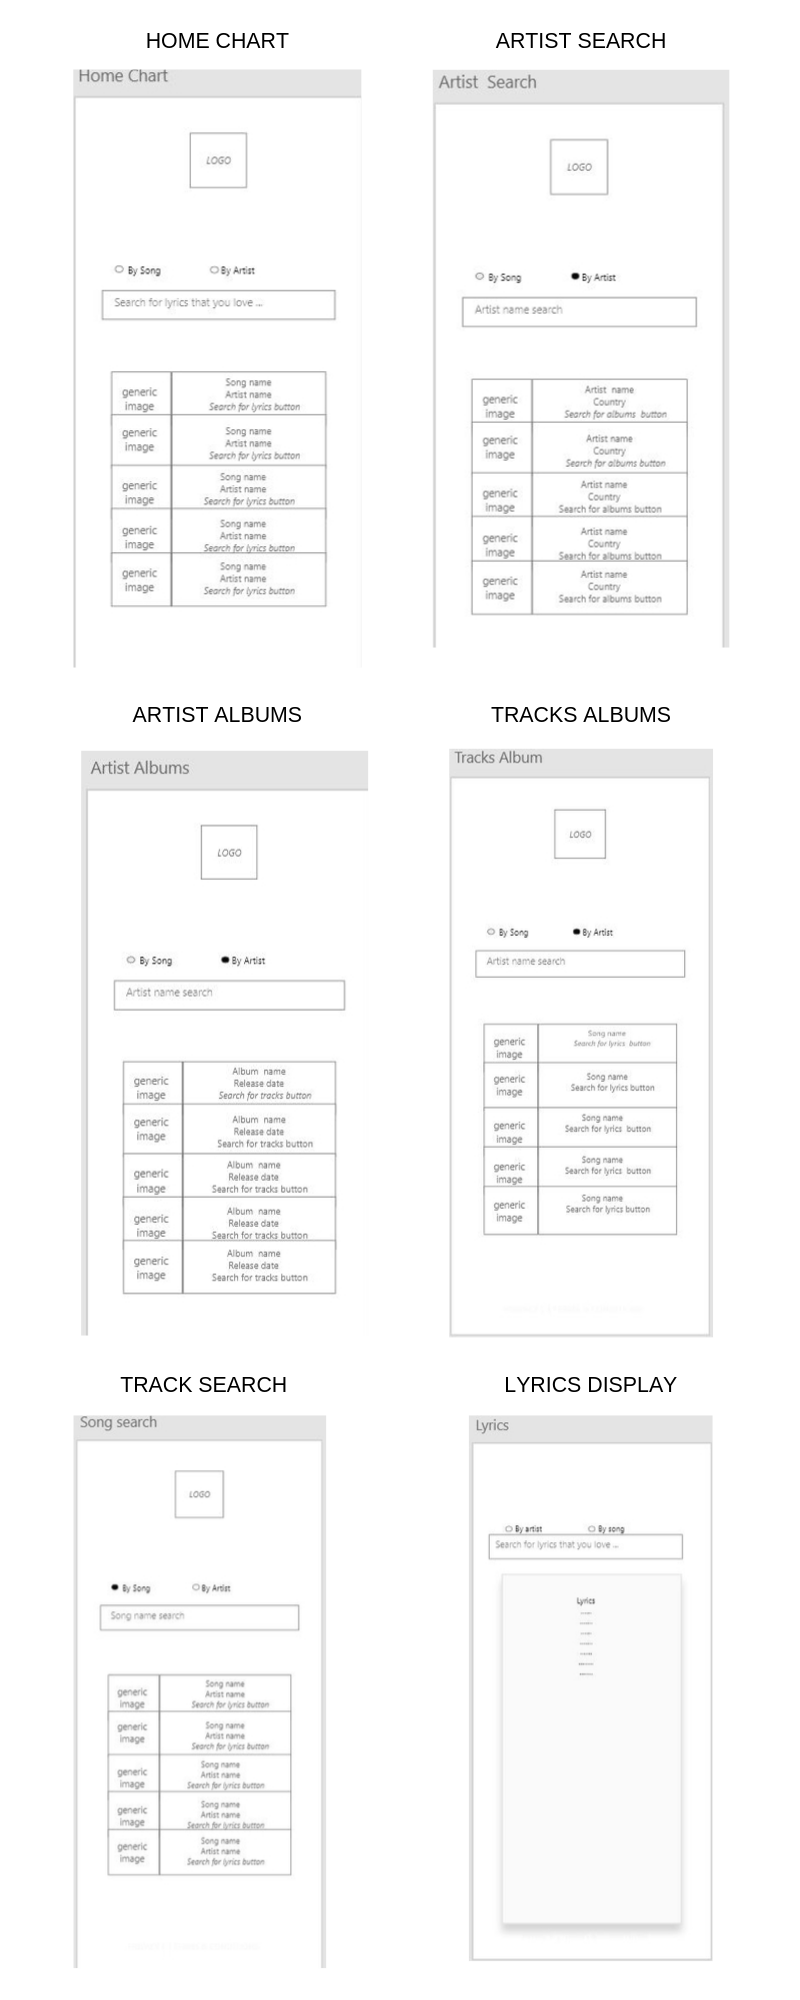 HOME CHART
Home Chart
LOGO
By Song
By Artist
Search for lyrics that you love ...
generic
image
Song name
Artist name
Search for lyrics button
generic
image
Song name
Artist name
Search for lyrics button
generic
image
Song name
Artist name
Search for lyrics button
generic
image
Song name
Artist name
Search for lyrics button
generic
image
Song name
Artist name
Search for lyrics button
ARTIST SEARCH
Artist Search
LOGO
By Song
By Artist
Artist name search
generic
image
Artist name
Country
Search for albums button
generic
image
Artist name
Country
Search for albums button
generic
image
Artist name
Country
Search for albums button
generic
image
Artist name
Country
Search for albums button
generic
image
Artist name
Country
Search for albums button
ARTIST ALBUMS
Artist Albums
LOGO
By Song
By Artist
Artist name search
generic
image
Album name
Release date
Search for tracks button
generic
image
Album name
Release date
Search for tracks button
generic
image
Album name
Release date
Search for tracks button
generic
image
Album name
Release date
Search for tracks button
generic
image
Album name
Release date
Search for tracks button
TRACKS ALBUMS
Tracks Album
LOGO
By Song
By Artist
Artist name search
generic
image
Song name
Search for lyrics button
generic
image
Song name
Search for lyrics button
generic
image
Song name
Search for lyrics button
generic
image
Song name
Search for lyrics button
generic
image
Song name
Search for lyrics button
TRACK SEARCH
Song search
LOGO
By Song
By Artist
Song name search
generic
image
Song name
Artist name
Search for lyrics button
generic
image
Song name
Artist name
Search for lyrics button
generic
image
Song name
Artist name
Search for lyrics button
generic
image
Song name
Artist name
Search for lyrics button
generic
image
Song name
Artist name
Search for lyrics button
LYRICS DISPLAY
Lyrics
By artist
By song
Search for lyrics that you love ...
Lyrics